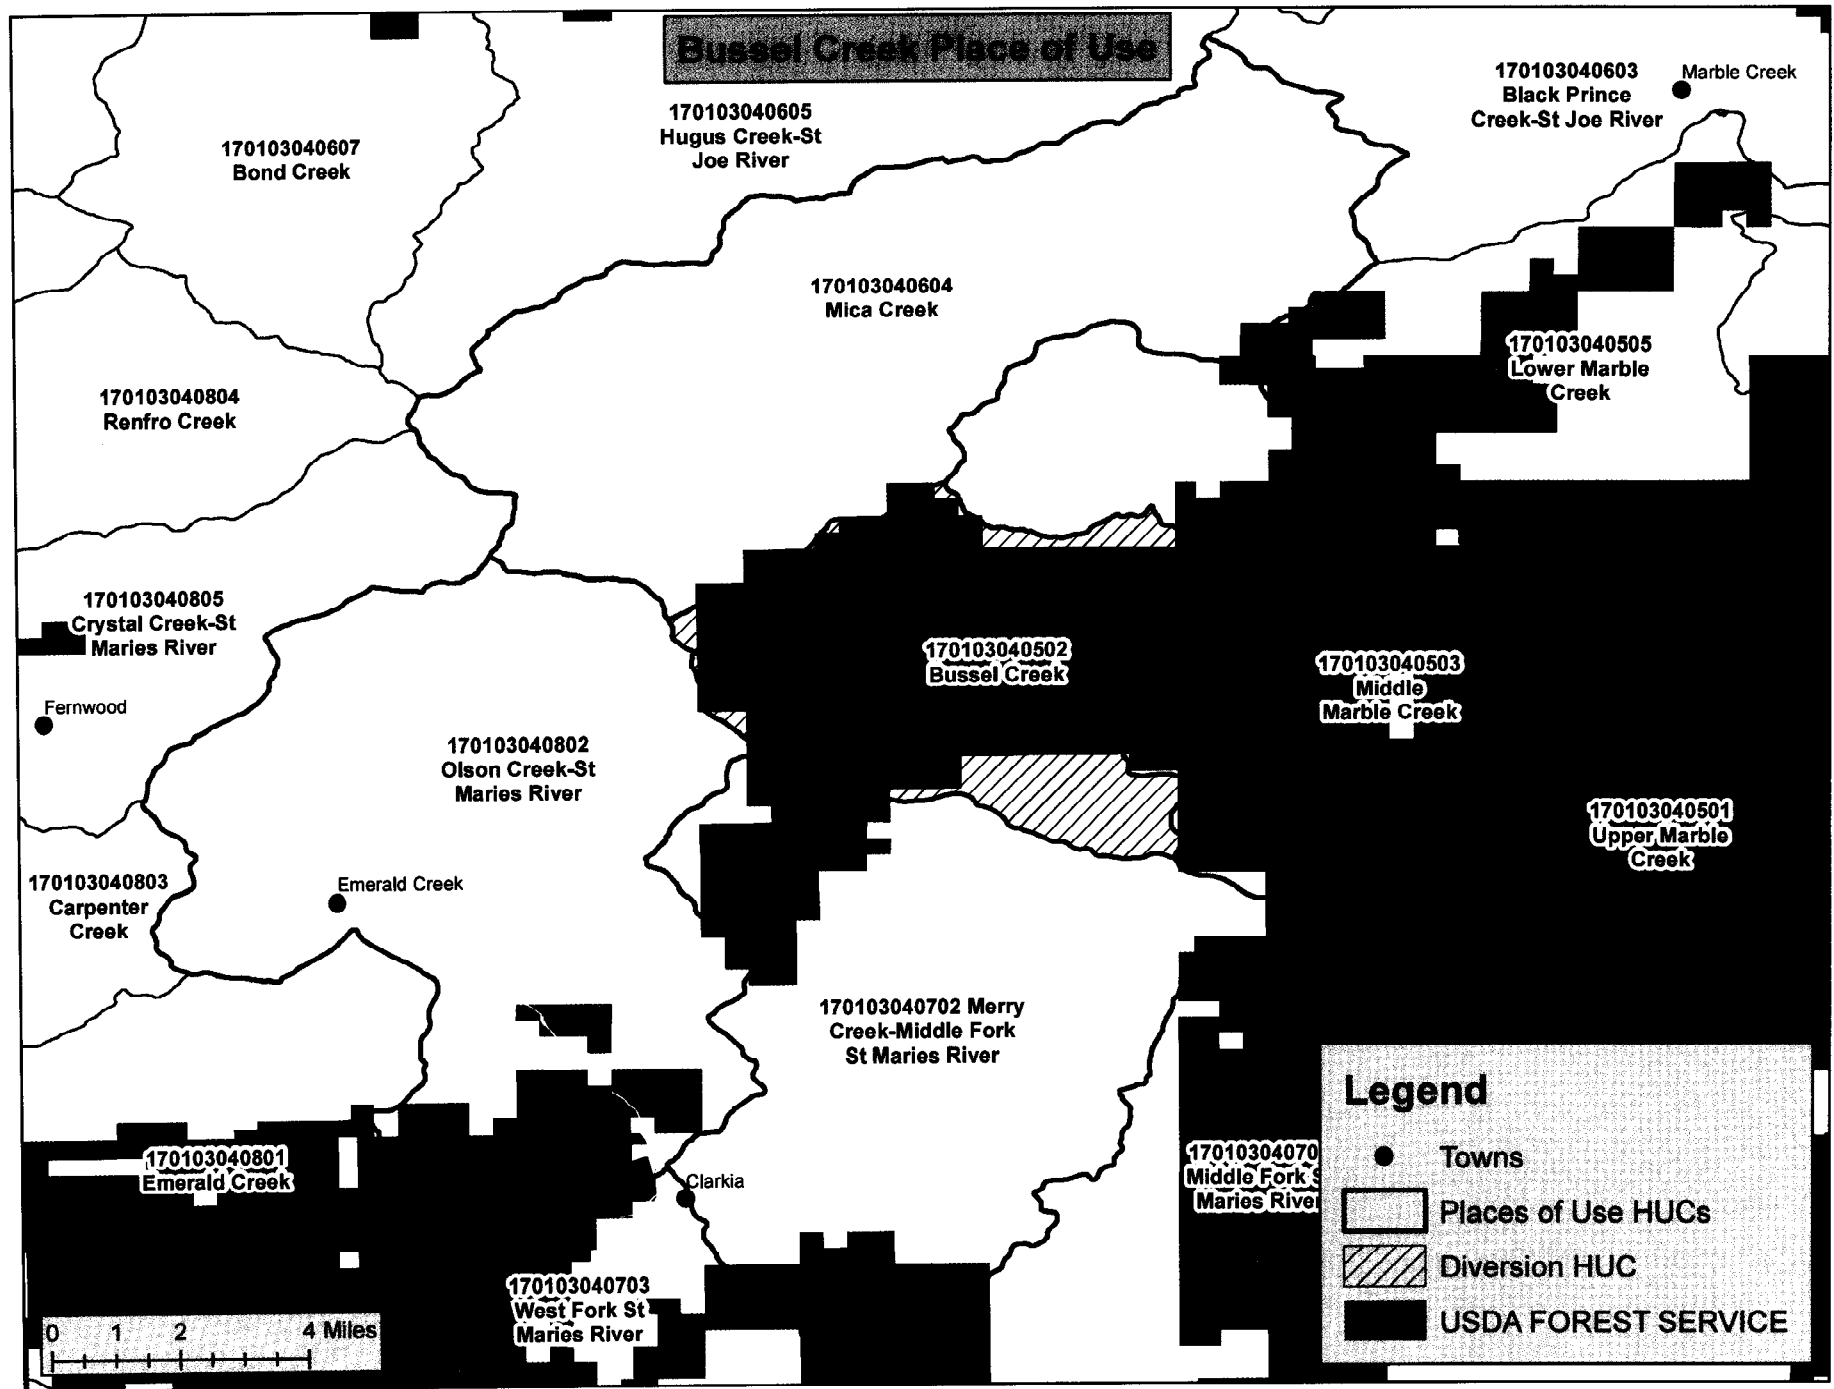 Bussel Creek Place of Use
170103040603
Black Prince
Creek-St Joe River
Marble Creek
170103040605
Hugus Creek-St
Joe River
170103040607
Bond Creek
170103040604
Mica Creek
170103040505
Lower Marble
Creek
170103040804
Renfro Creek
170103040805
Crystal Creek-St
Maries River
170103040502
Bussel Creek
170103040503
Middle
Marble Creek
Fernwood
170103040802
Olson Creek-St
Maries River
170103040501
Upper Marble
Creek
170103040803
Carpenter
Creek
Emerald Creek
170103040702 Merry
Creek-Middle Fork
St Maries River
170103040801
Emerald Creek
Clarkia
17010304070
Middle Fork S
Maries River
170103040703
West Fork St
Maries River
Legend
Towns
Places of Use HUCs
Diversion HUC
USDA FOREST SERVICE
0 1 2 4 Miles